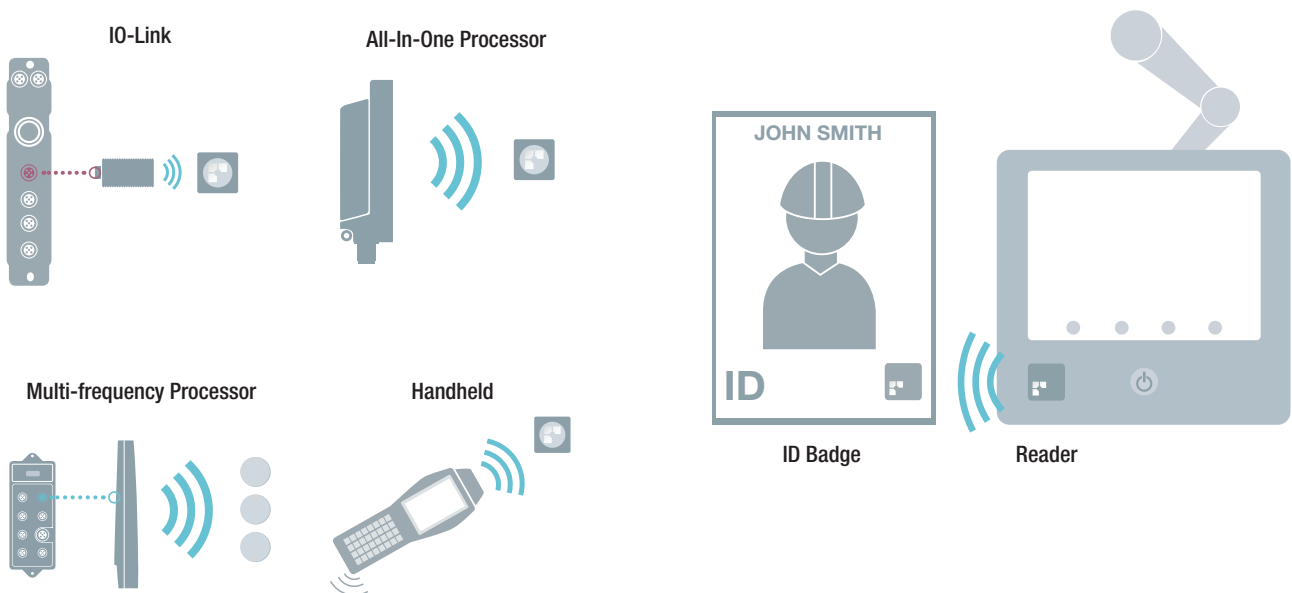 IO-Link
All-In-One Processor
JOHN SMITH
ID
ID Badge
Reader
Multi-frequency Processor
Handheld